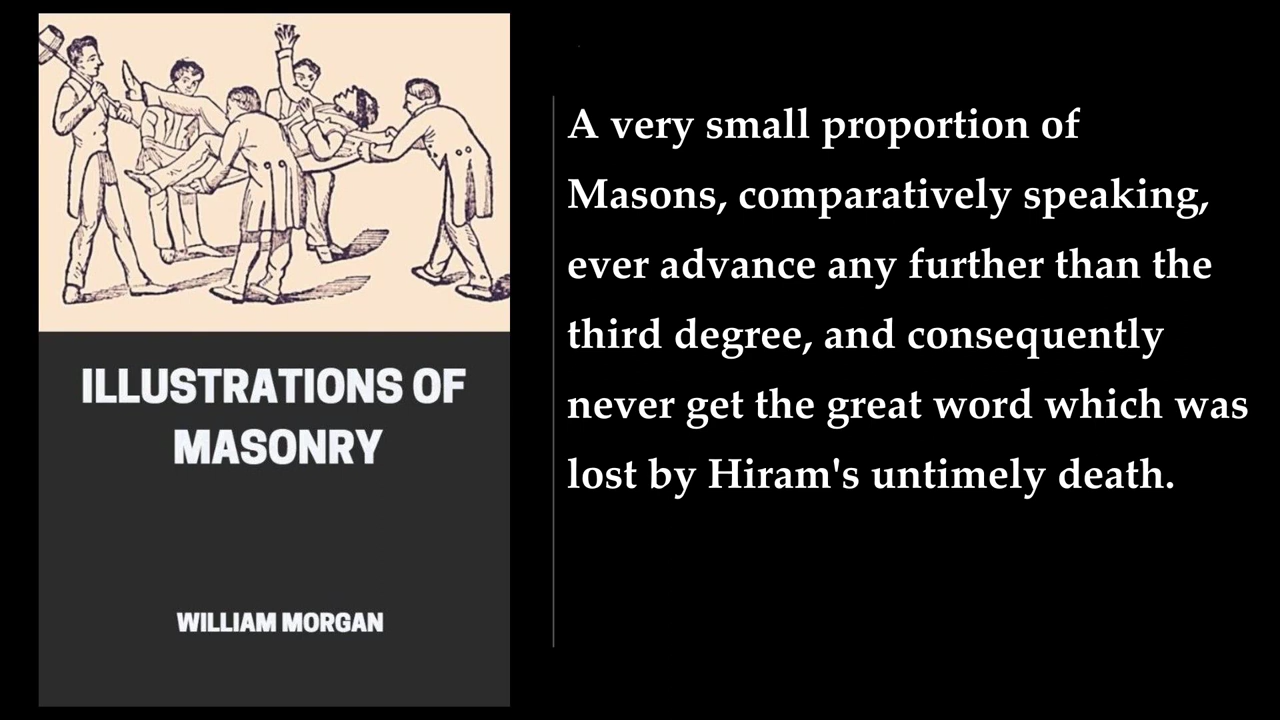 ILLUSTRATIONS OF
MASONRY
WILLIAM MORGAN
A very small proportion of
Masons, comparatively speaking,
ever advance any further than the
third degree, and consequently
never get the great word which was
lost by Hiram's untimely death.